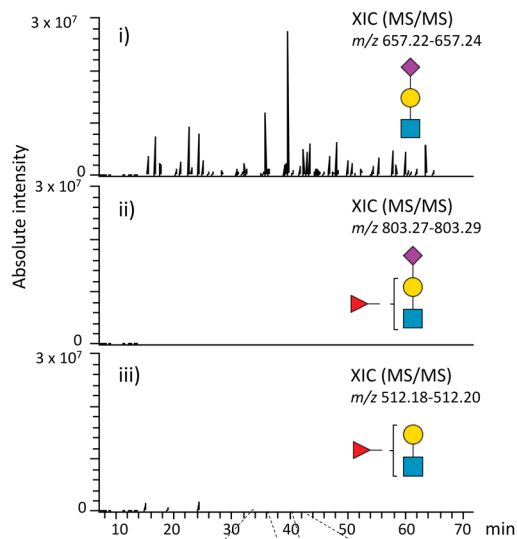 3 x 10⁷
i)
XIC (MS/MS)
m/z 657.22-657.24
0
Absolute intensity
3 x 10⁷
ii)
XIC (MS/MS)
m/z 803.27-803.29
0
3 x 10⁷
iii)
XIC (MS/MS)
m/z 512.18-512.20
0
10 20 30 40 50 60 70 min